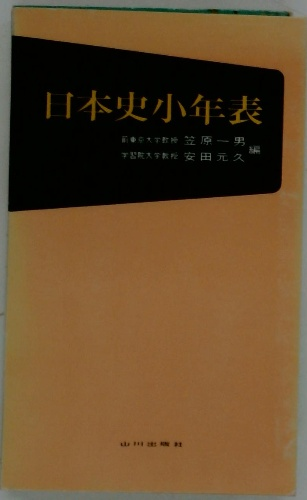 日本史小年表
前東京大学教授 笠原一男
学習院大学教授 安田元久
編
山川出版社